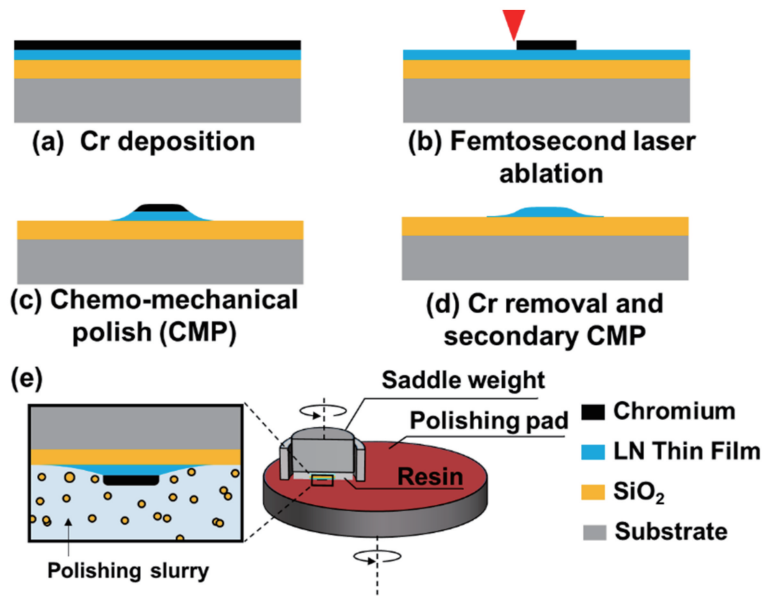 (a) Cr deposition
(b) Femtosecond laser
ablation
(c) Chemo-mechanical
polish (CMP)
(d) Cr removal and
secondary CMP
(e)
Saddle weight
Polishing pad
Resin
Polishing slurry
Chromium
LN Thin Film
SiO₂
Substrate